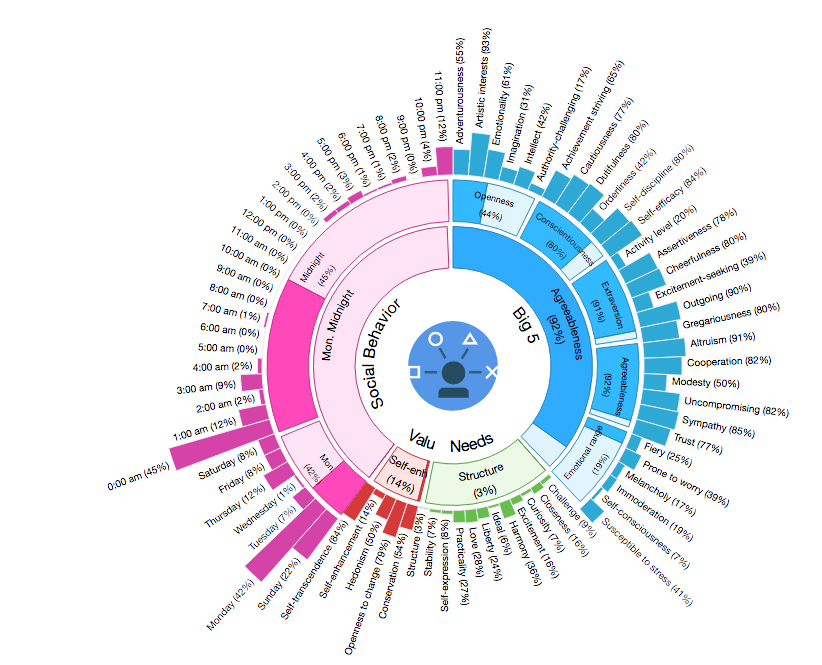 Adventurousness (55%)
Artistic interests (93%)
Emotionality (61%)
Imagination (31%)
Intellect (42%)
Authority-challenging (17%)
Achievement striving (65%)
Cautiousness (77%)
Dutifulness (80%)
Orderliness (42%)
Self-discipline (80%)
Self-efficacy (84%)
Activity level (20%)
Assertiveness (78%)
Cheerfulness (80%)
Excitement-seeking (39%)
Outgoing (90%)
Gregariousness (80%)
Altruism (91%)
Cooperation (82%)
Modesty (50%)
Uncompromising (82%)
Sympathy (85%)
Trust (77%)
Fiery (25%)
Prone to worry (39%)
Melancholy (17%)
Immoderation (19%)
Self-consciousness (7%)
Susceptible to stress (41%)
Challenge (9%)
Closeness (16%)
Curiosity (7%)
Excitement (16%)
Harmony (36%)
Ideal (6%)
Liberty (24%)
Love (28%)
Practicality (27%)
Self-expression (8%)
Stability (7%)
Structure (3%)
Conservation (54%)
Openness to change (79%)
Hedonism (50%)
Self-enhancement (14%)
Self-transcendence (84%)
Sunday (22%)
Monday (42%)
Tuesday (7%)
Wednesday (1%)
Thursday (12%)
Friday (8%)
Saturday (8%)
0:00 am (45%)
1:00 am (12%)
2:00 am (2%)
3:00 am (9%)
4:00 am (2%)
5:00 am (0%)
6:00 am (0%)
7:00 am (1%)
8:00 am (0%)
9:00 am (0%)
10:00 am (0%)
11:00 am (0%)
12:00 pm (0%)
1:00 pm (0%)
2:00 pm (0%)
3:00 pm (2%)
4:00 pm (2%)
5:00 pm (3%)
6:00 pm (1%)
7:00 pm (1%)
8:00 pm (2%)
9:00 pm (0%)
10:00 pm (4%)
11:00 pm (12%)
Openness
(44%)
Conscientiousness
(80%)
Extraversion
(91%)
Agreeableness
(92%)
Emotional range
(19%)
Midnight
(45%)
Mon
(42%
Agreeableness
(92%)
Structure
(3%)
Self-enh
(14%)
Mon. Midnight
Big 5
Needs
Valu
Social Behavior